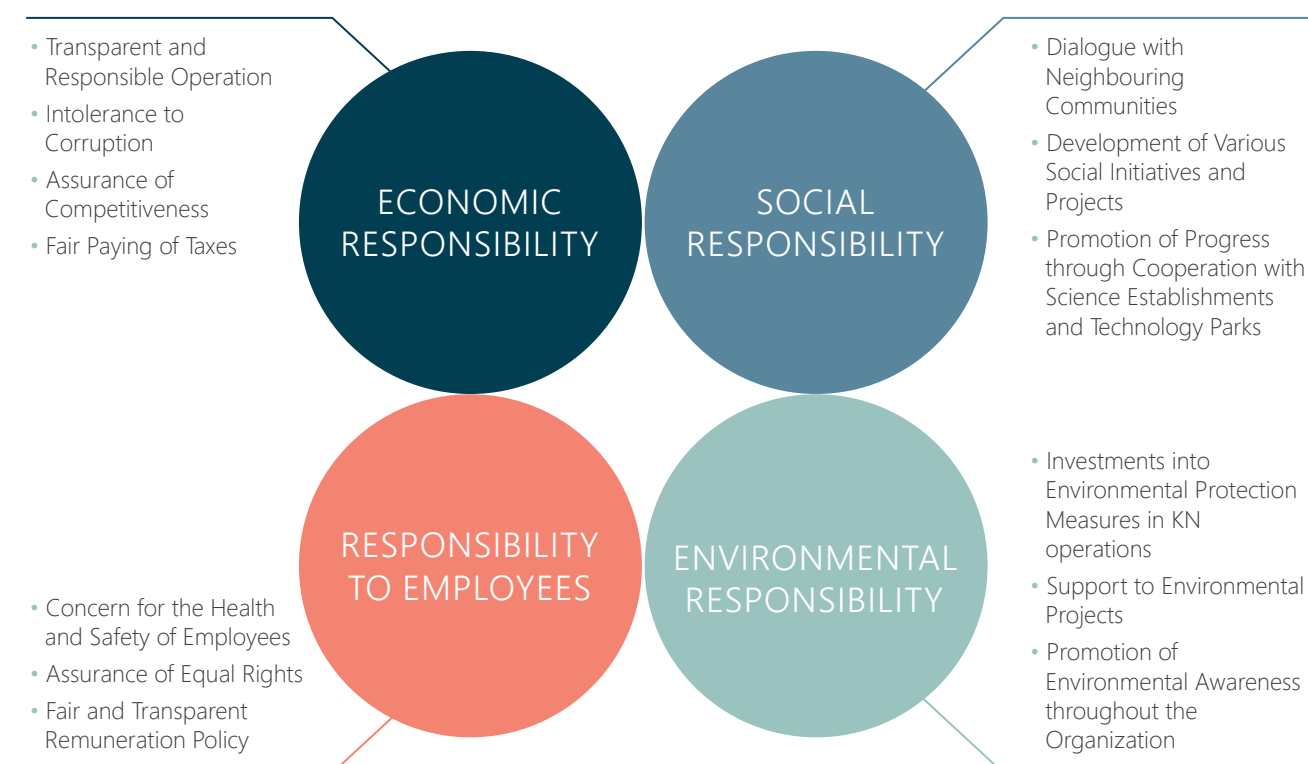 • Transparent and
Responsible Operation
• Intolerance to
Corruption
• Assurance of
Competitiveness
• Fair Paying of Taxes
ECONOMIC
RESPONSIBILITY
SOCIAL
RESPONSIBILITY
• Dialogue with
Neighbouring
Communities
• Development of Various
Social Initiatives and
Projects
• Promotion of Progress
through Cooperation with
Science Establishments
and Technology Parks
• Concern for the Health
and Safety of Employees
• Assurance of Equal Rights
• Fair and Transparent
Remuneration Policy
RESPONSIBILITY
TO EMPLOYEES
ENVIRONMENTAL
RESPONSIBILITY
• Investments into
Environmental Protection
Measures in KN
operations
• Support to Environmental
Projects
• Promotion of
Environmental Awareness
throughout the
Organization